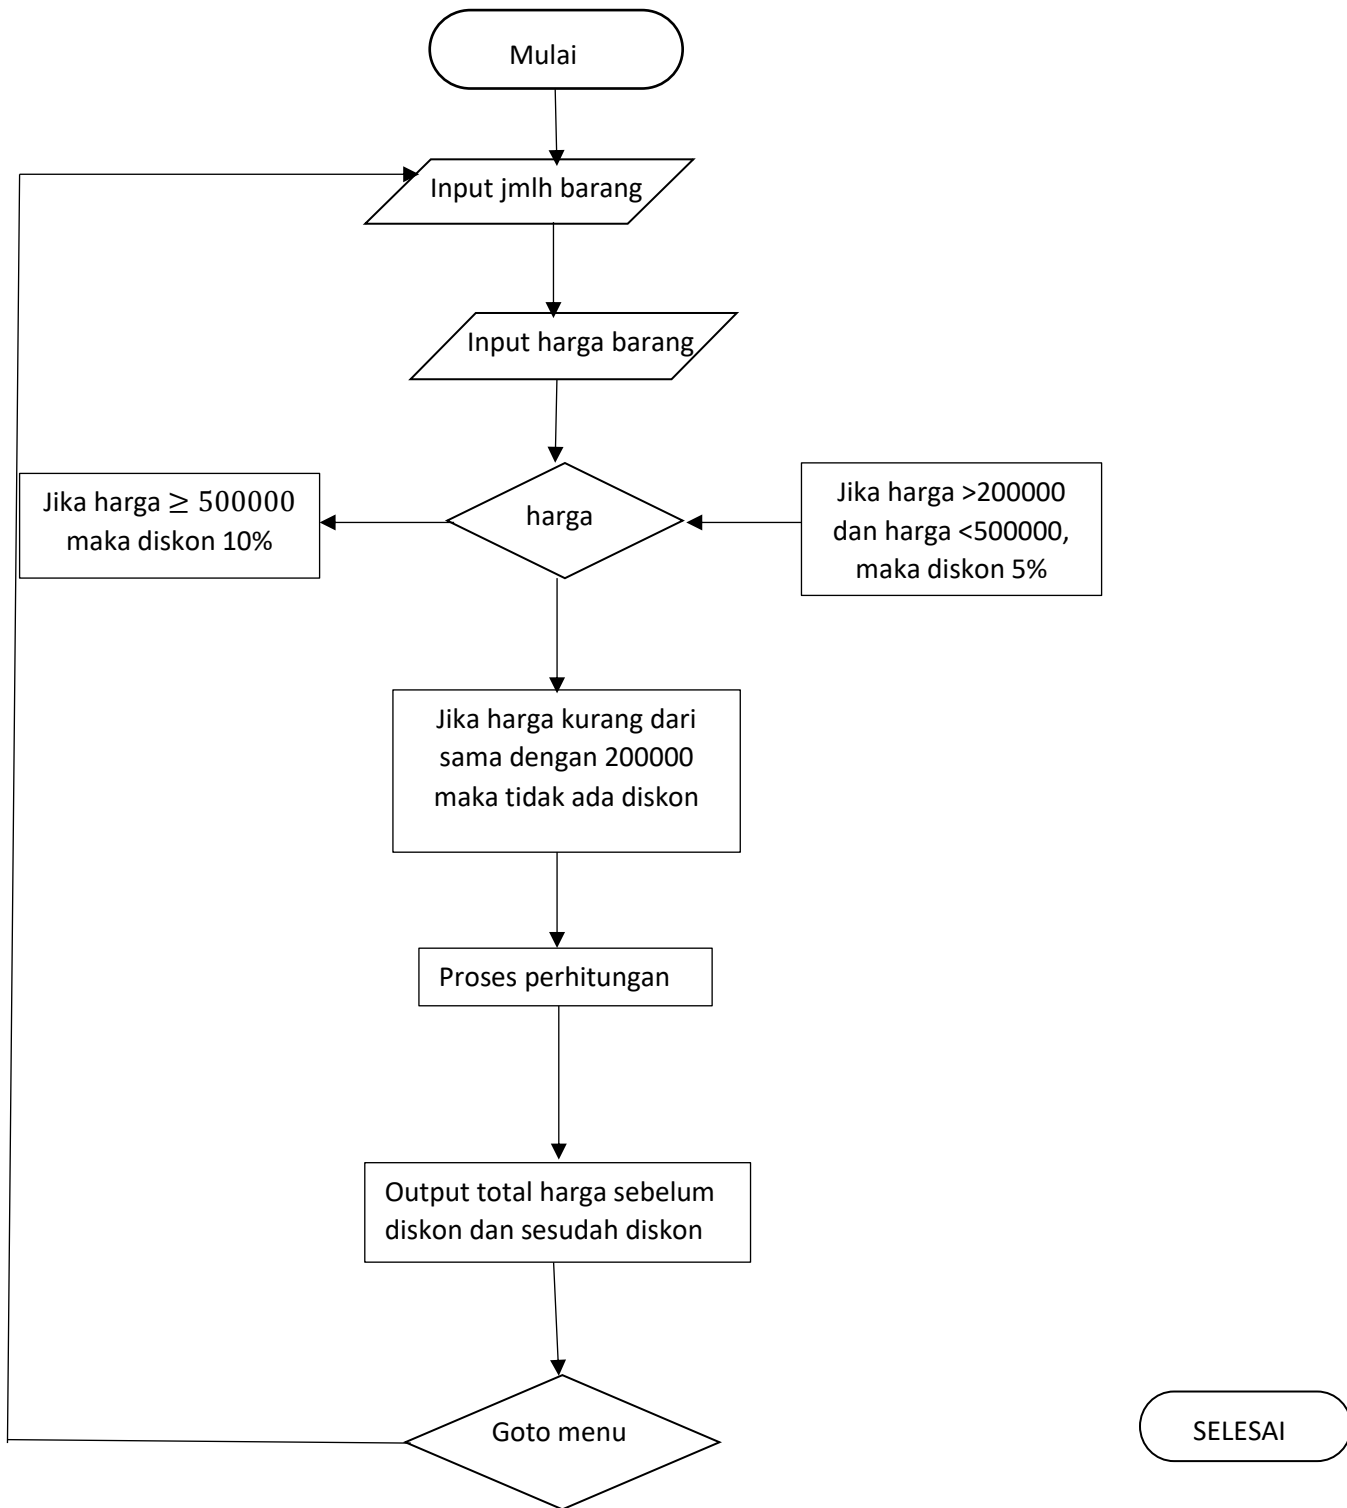 Mulai
Input jmlh barang
Input harga barang
Jika harga ≥ 500000
maka diskon 10%
harga
Jika harga >200000
dan harga <500000,
maka diskon 5%
Jika harga kurang dari
sama dengan 200000
maka tidak ada diskon
Proses perhitungan
Output total harga sebelum
diskon dan sesudah diskon
Goto menu
SELESAI